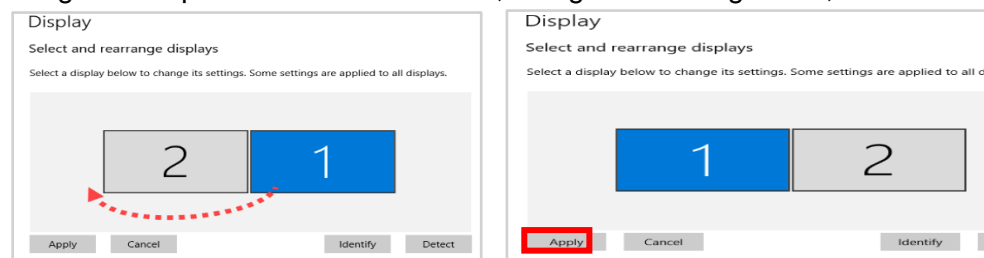 Display
Select and rearrange displays
Select a display below to change its settings. Some settings are applied to all displays.
2 1
Apply Cancel Identify Detect
Display
Select and rearrange displays
Select a display below to change its settings. Some settings are applied to all d
1 2
Apply Cancel Identify